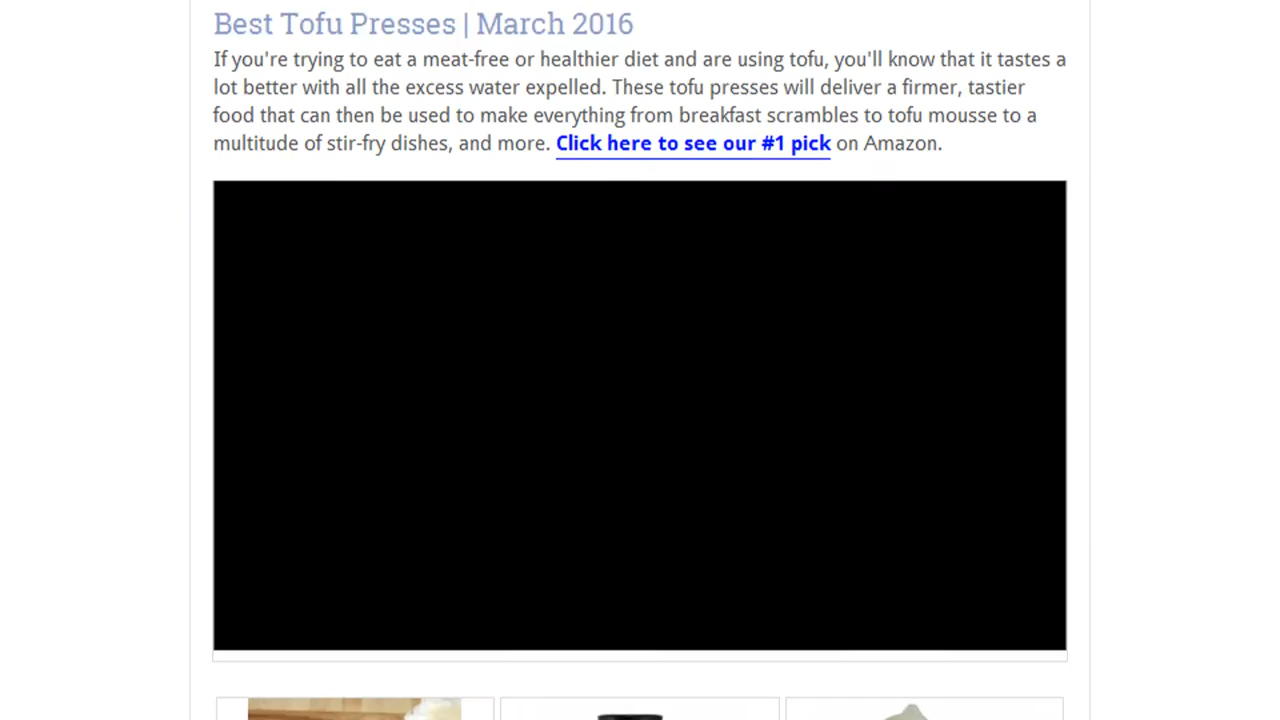 Best Tofu Presses | March 2016
If you're trying to eat a meat-free or healthier diet and are using tofu, you'll know that it tastes a
lot better with all the excess water expelled. These tofu presses will deliver a firmer, tastier
food that can then be used to make everything from breakfast scrambles to tofu mousse to a
multitude of stir-fry dishes, and more. Click here to see our #1 pick on Amazon.